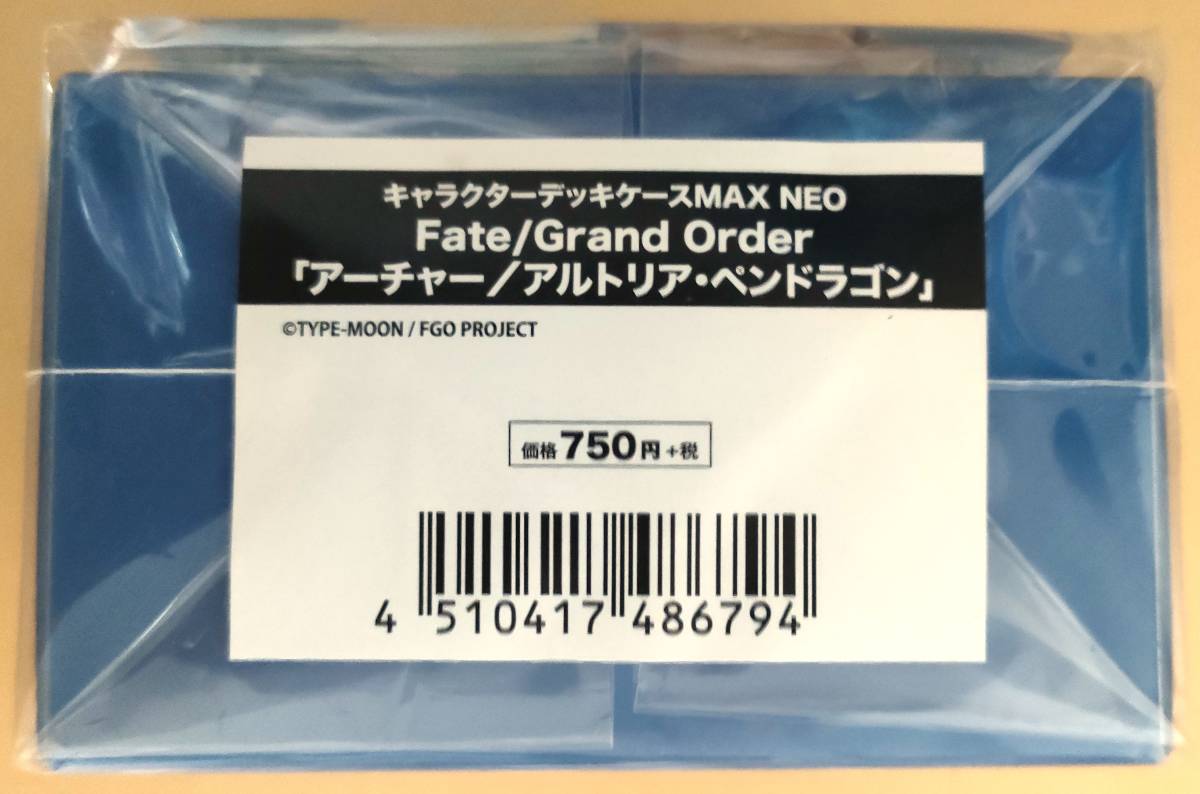 キャラクターデッキケースMAX NEO
Fate/Grand Order
「アーチャー/アルトリア・ペンドラゴン」
©TYPE-MOON / FGO PROJECT
価格750円+税
4 510417 486794